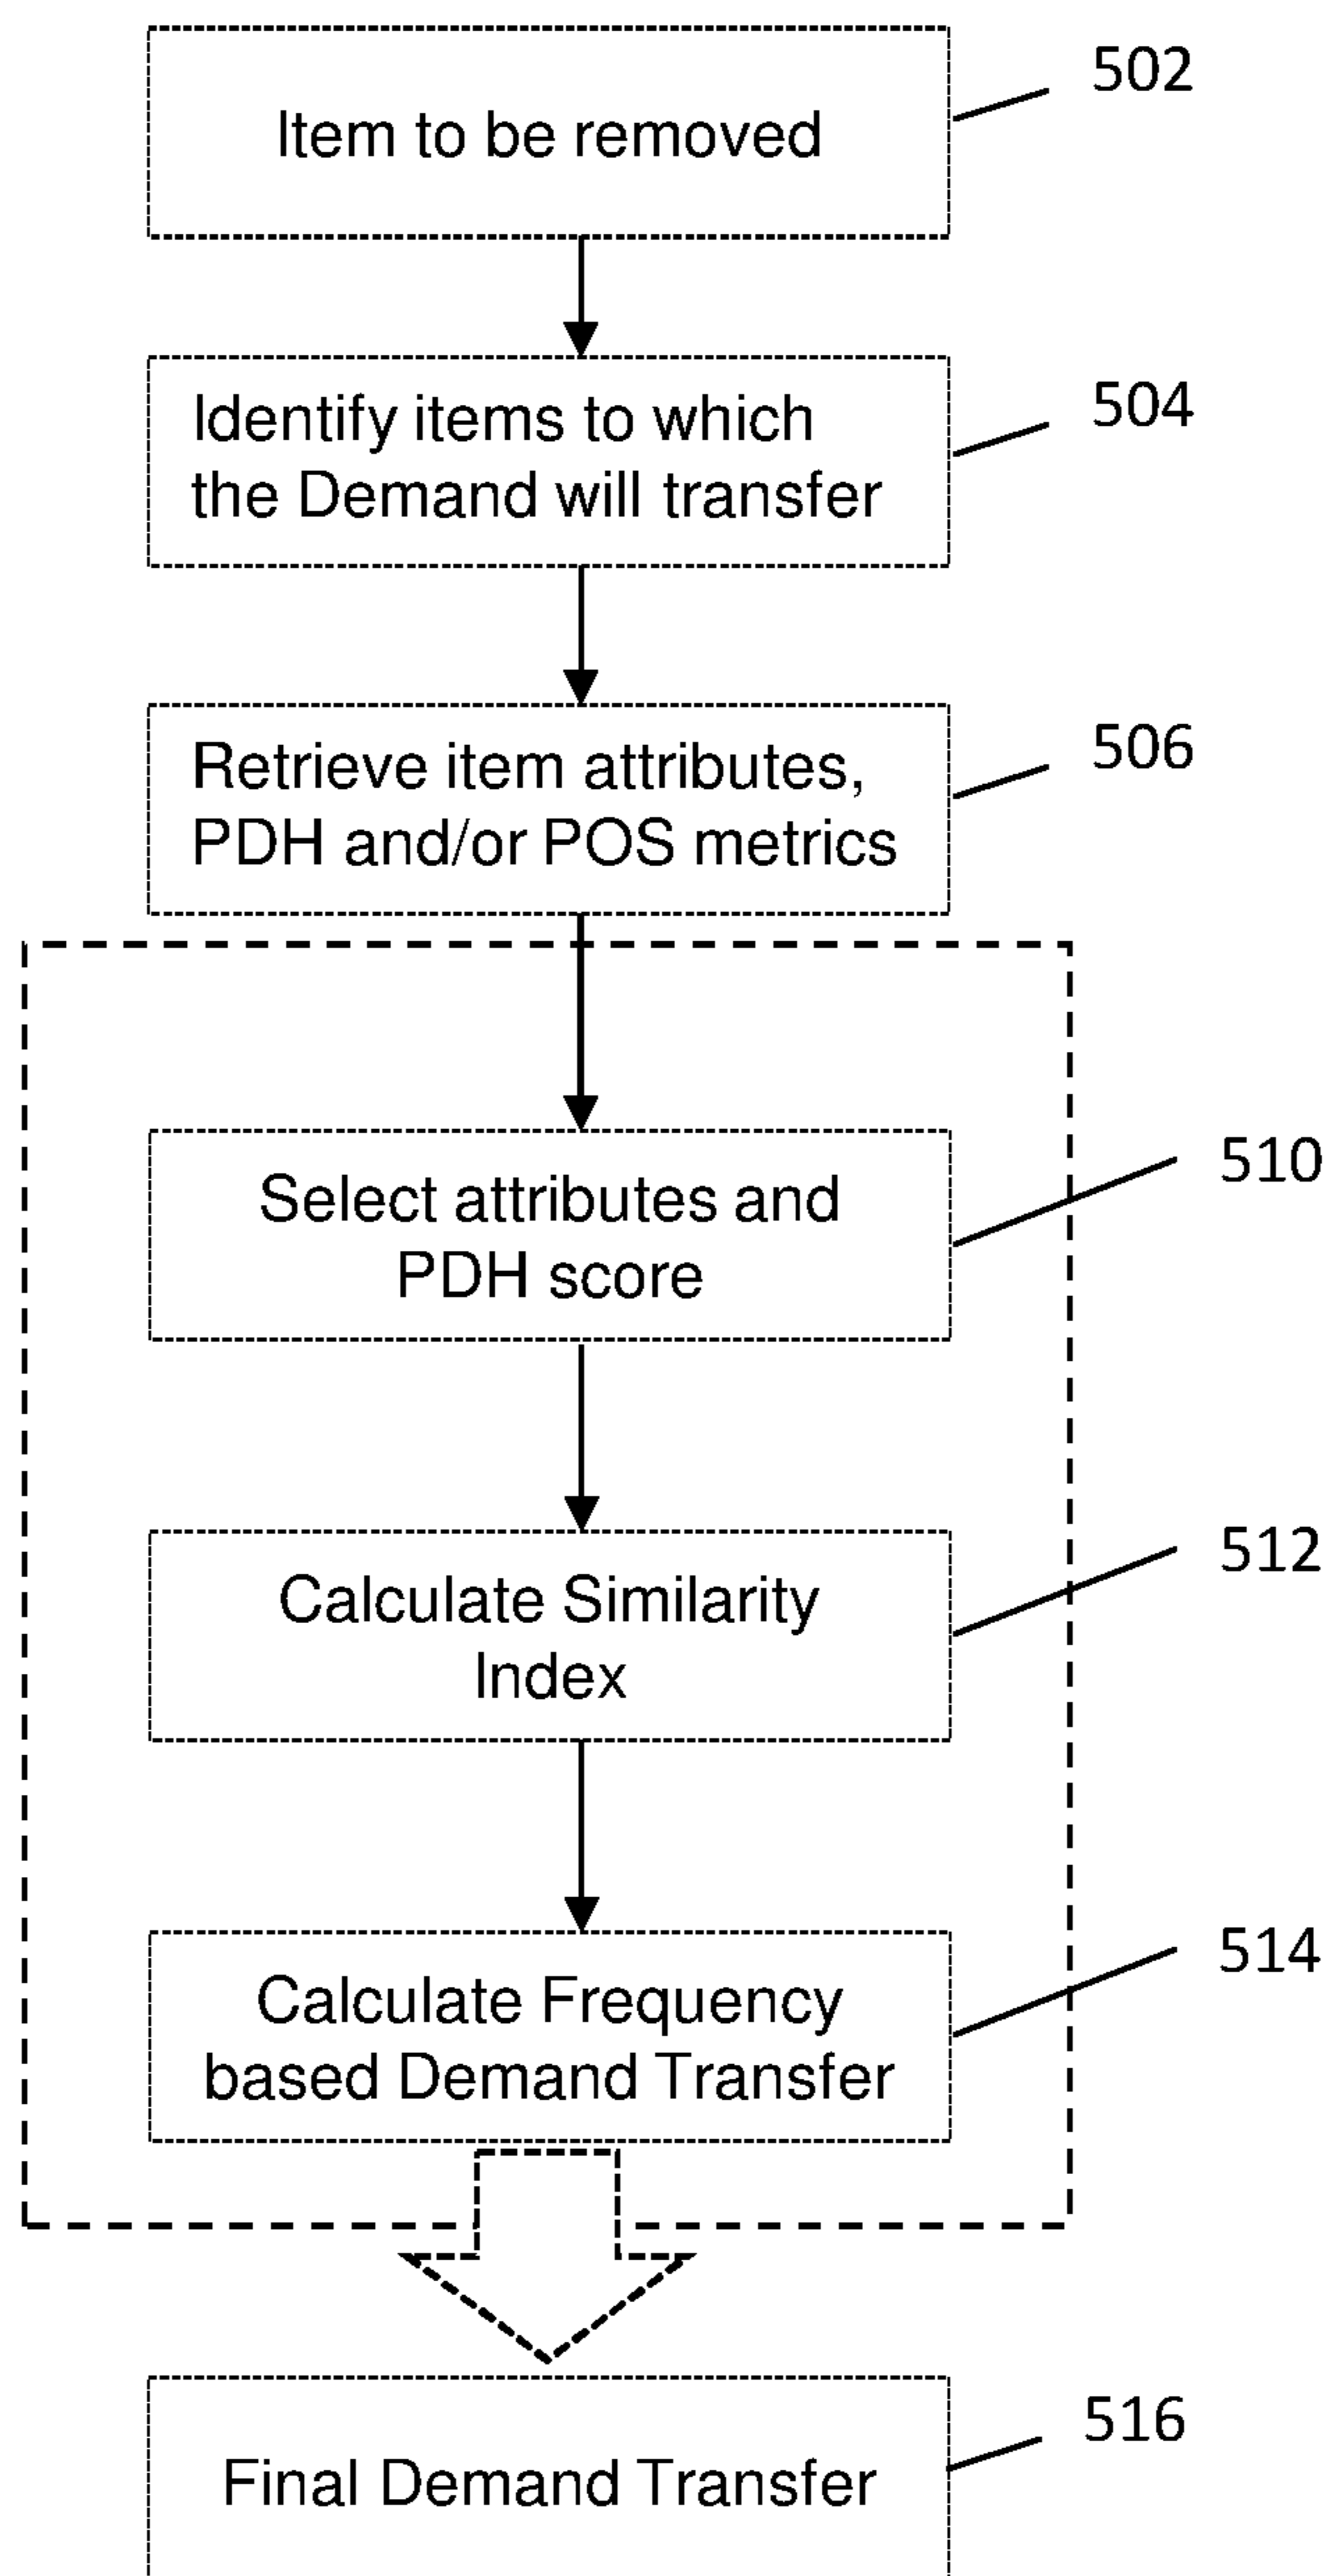 Item to be removed
502
Identify items to which
the Demand will transfer
504
Retrieve item attributes,
PDH and/or POS metrics
506
Select attributes and
PDH score
510
Calculate Similarity
Index
512
Calculate Frequency
based Demand Transfer
514
Final Demand Transfer
516